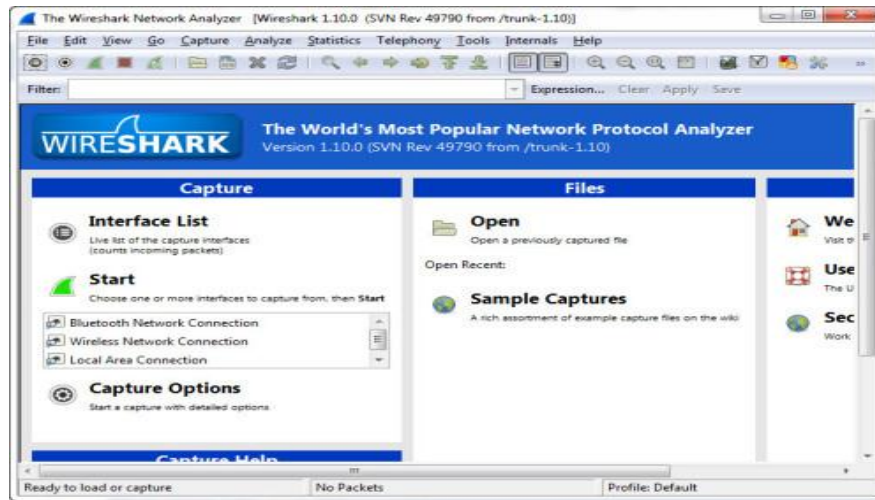 The Wireshark Network Analyzer [Wireshark 1.10.0 (SVN Rev 49790 from /trunk-1.10)]
File Edit View Go Capture Analyze Statistics Telephony Tools Internals Help
Filter: Expression... Clear Apply Save
WIRESHARK
The World's Most Popular Network Protocol Analyzer
Version 1.10.0 (SVN Rev 49790 from /trunk-1.10)
Capture
Interface List
Live list of the capture interfaces
(counts incoming packets)
Start
Choose one or more interfaces to capture from, then Start
Bluetooth Network Connection
Wireless Network Connection
Local Area Connection
Capture Options
Start a capture with detailed options
Capture Help
Files
Open
Open a previously captured file
Open Recent:
Sample Captures
A rich assortment of example capture files on the wiki
We
Visit th
Use
The U
Sec
Work
Ready to load or capture No Packets Profile: Default